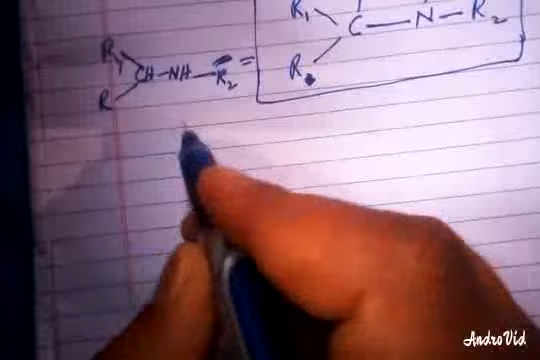 R₁ C — N — R₂
R₁ CH — NH — R₂ =
R
R
AndroVid